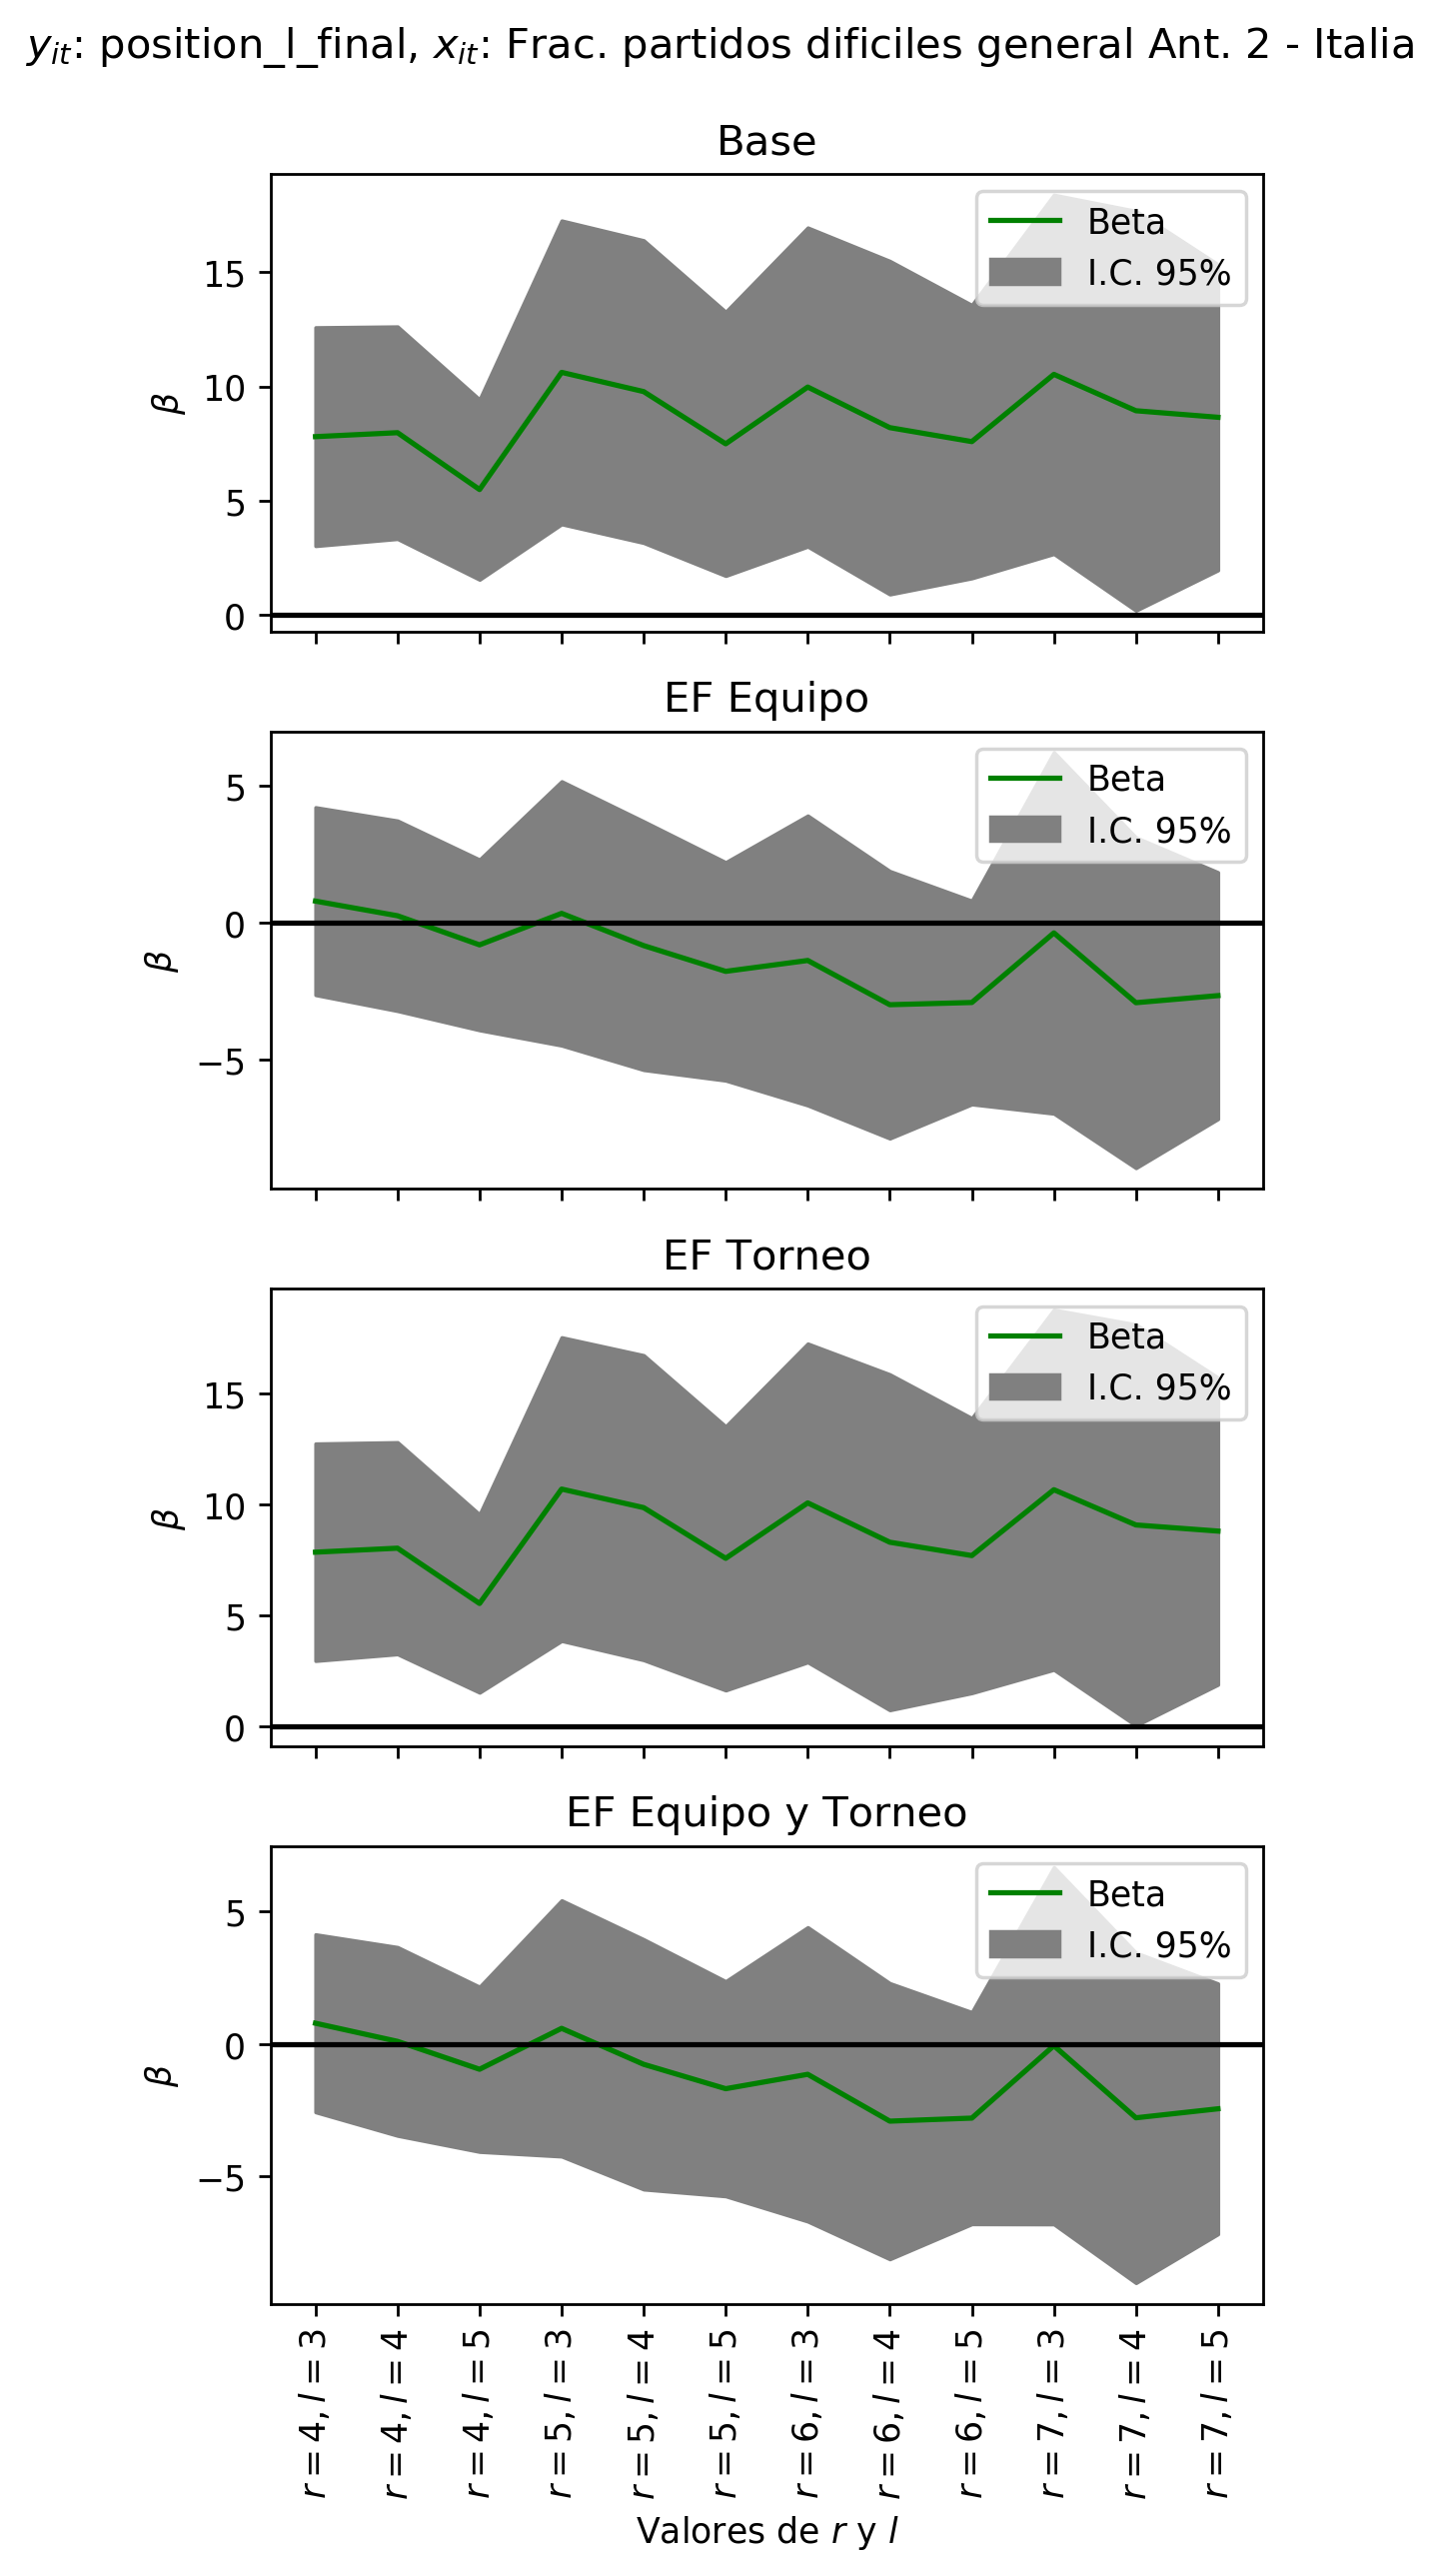 y_it: position_l_final, x_it: Frac. partidos dificiles general Ant. 2 - Italia
Base
Beta
I.C. 95%
15
10
5
0
β
EF Equipo
Beta
I.C. 95%
5
0
−5
β
EF Torneo
Beta
I.C. 95%
15
10
5
0
β
EF Equipo y Torneo
Beta
I.C. 95%
5
0
−5
β
r = 4, l = 3
r = 4, l = 4
r = 4, l = 5
r = 5, l = 3
r = 5, l = 4
r = 5, l = 5
r = 6, l = 3
r = 6, l = 4
r = 6, l = 5
r = 7, l = 3
r = 7, l = 4
r = 7, l = 5
Valores de r y l